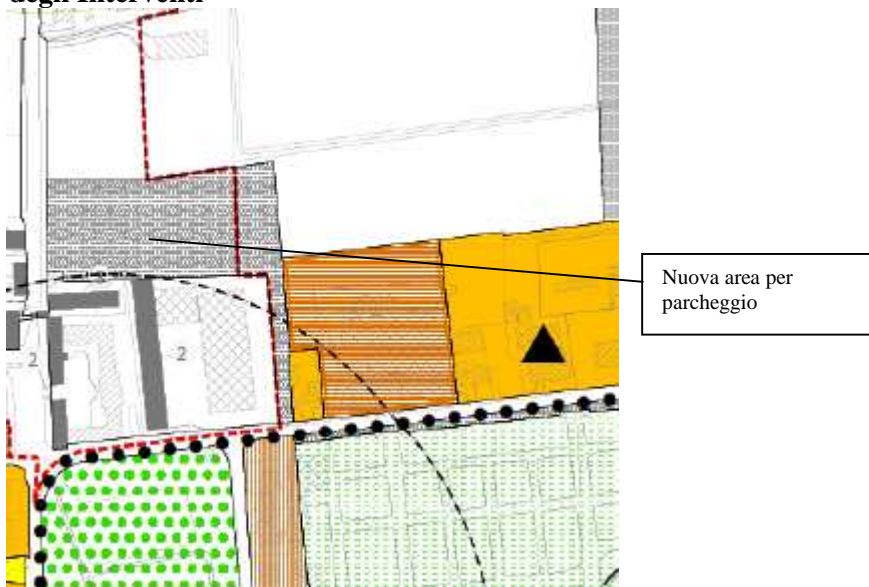 degli Interventi
Nuova area per
parcheggio
2
2